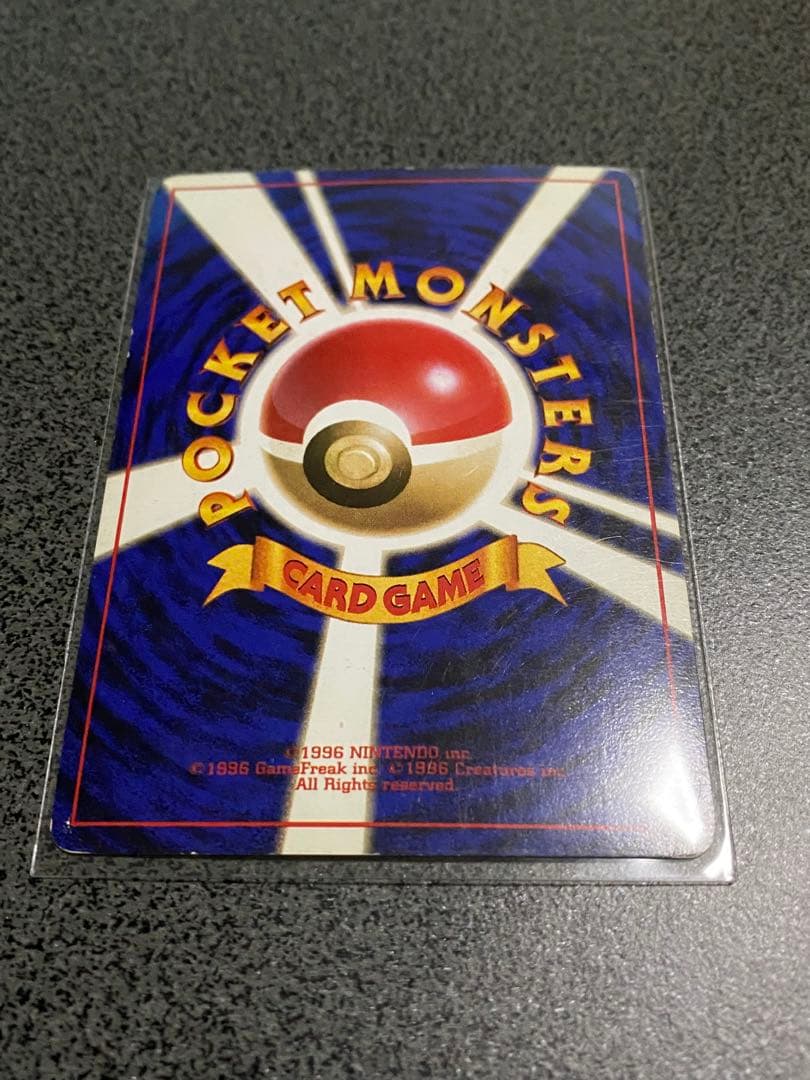 POCKET MONSTERS
CARD GAME
©1996 NINTENDO inc.
©1996 GameFreak inc. ©1996 Creatures inc.
All Rights reserved.